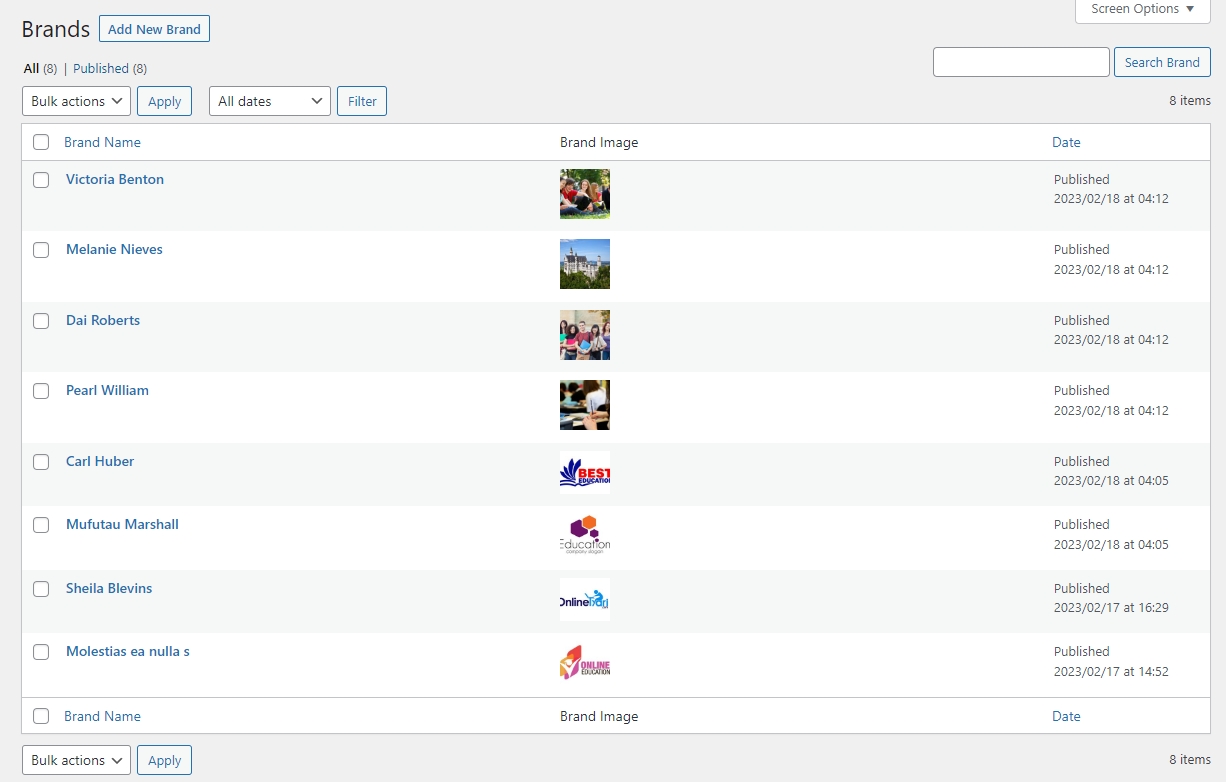 Screen Options
Brands Add New Brand
All (8) | Published (8)
Search Brand
Bulk actions Apply All dates Filter 8 items
Brand Name Brand Image Date
Victoria Benton Published
2023/02/18 at 04:12
Melanie Nieves Published
2023/02/18 at 04:12
Dai Roberts Published
2023/02/18 at 04:12
Pearl William Published
2023/02/18 at 04:12
Carl Huber Published
BEST
EDUCATIO
2023/02/18 at 04:05
Mufutau Marshall Published
Education
company slogan
2023/02/18 at 04:05
Sheila Blevins Published
2023/02/17 at 16:29
Molestias ea nulla s Published
ONLINE
EDUCATION
2023/02/17 at 14:52
Brand Name Brand Image Date
Bulk actions Apply 8 items